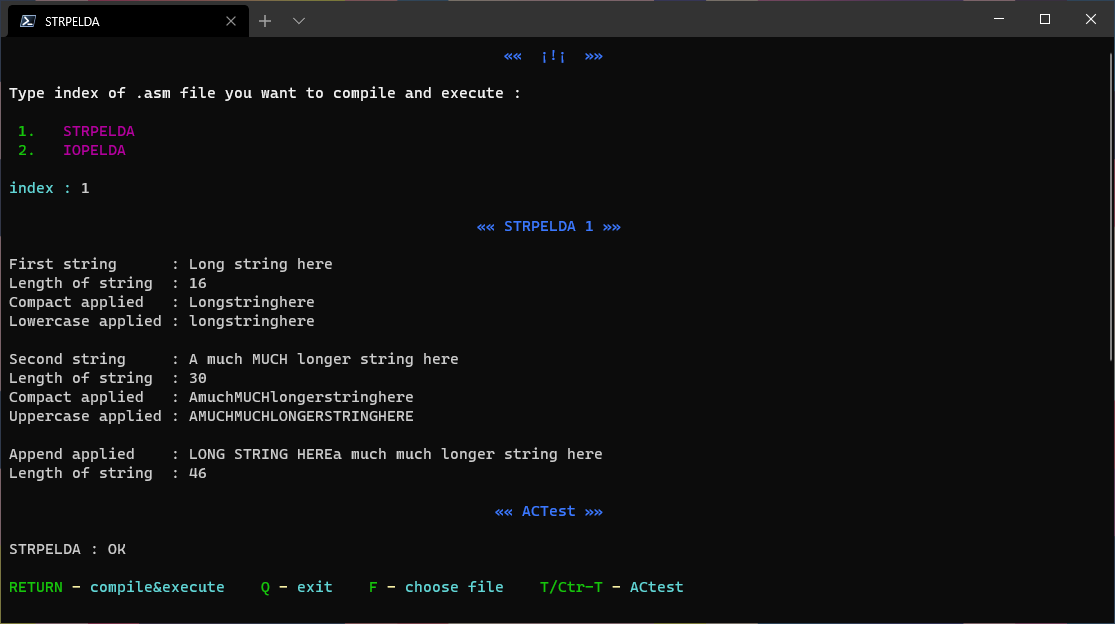 STRPELDA
«« ¡!¡ »»
Type index of .asm file you want to compile and execute :
1. STRPELDA
2. IOPELDA
index : 1
«« STRPELDA 1 »»
First string : Long string here
Length of string : 16
Compact applied : Longstringhere
Lowercase applied : longstringhere
Second string : A much MUCH longer string here
Length of string : 30
Compact applied : AmuchMUCHlongerstringhere
Uppercase applied : AMUCHMUCHLONGERSTRINGHERE
Append applied : LONG STRING HEREa much much longer string here
Length of string : 46
«« ACTest »»
STRPELDA : OK
RETURN - compile&execute Q - exit F - choose file T/Ctr-T - ACtest